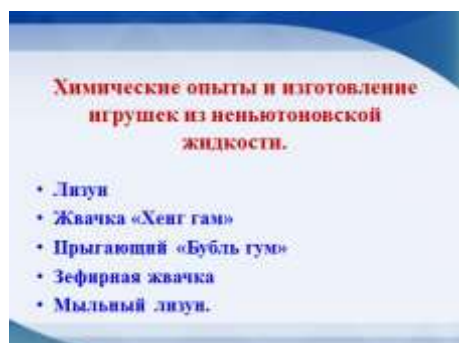 Химические опыты и изготовление
игрушек из неньютоновской
жидкости.
• Лизун
• Жвачка «Хенг гам»
• Прыгающий «Бубль гум»
• Зефирная жвачка
• Мыльный лизун.